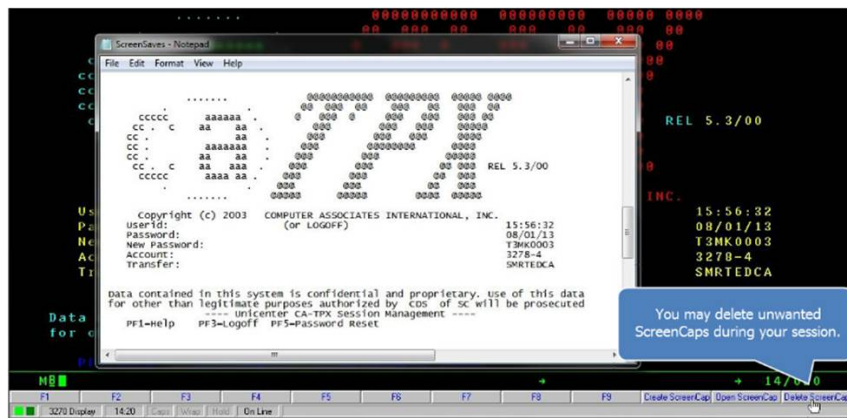 ScreenSaves - Notepad
File Edit Format View Help
REL 5.3/00
REL 5.3/00
Copyright (c) 2003 COMPUTER ASSOCIATES INTERNATIONAL, INC.
INC.
Userid: (or LOGOFF) 15:56:32
Password: 08/01/13
New Password: T3MK0003
Account: 3278-4
Transfer: SMRTEDCA
15:56:32
08/01/13
T3MK0003
3278-4
SMRTEDCA
Data contained in this system is confidential and proprietary. Use of this data
for other than legitimate purposes authorized by CDS of SC will be prosecuted
---- Unicenter CA-TPX Session Management ----
PF1=Help PF3=Logoff PF5=Password Reset
Data
for
You may delete unwanted
ScreenCaps during your session.
F1 F2 F3 F4 F5 F6 F7 F8 F9 Create ScreenCap Open ScreenCap Delete ScreenCap
3270 Display 14:20 Caps Wrap Hold On Line